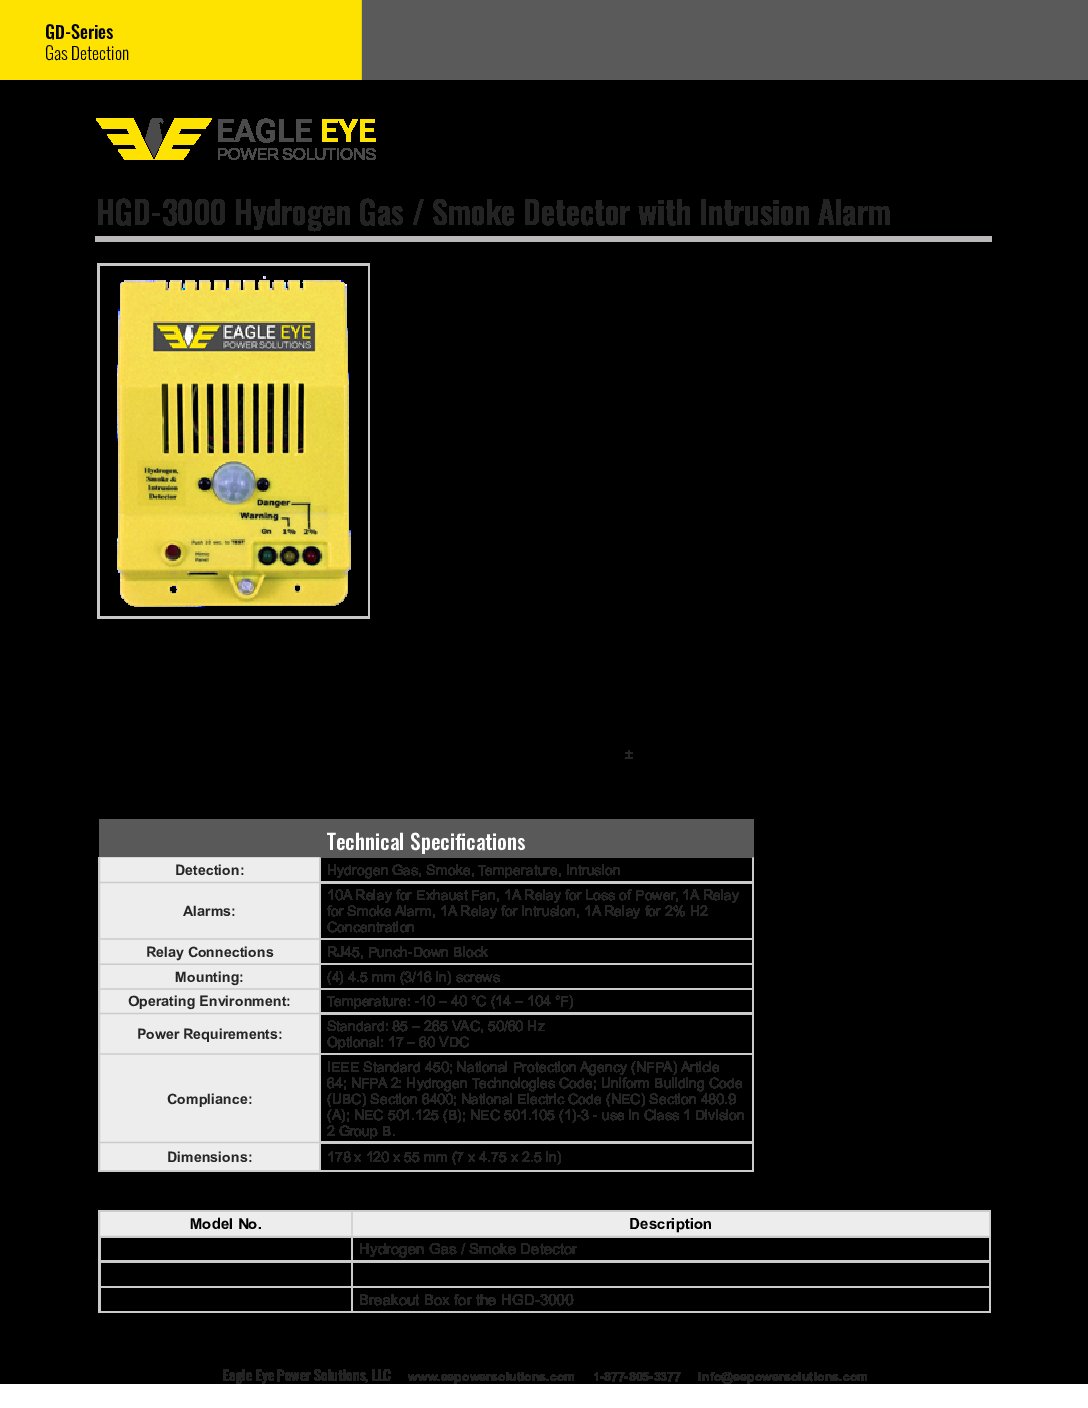 GD-Series
Gas Detection
EAGLE EYE
POWER SOLUTIONS
HGD-3000 Hydrogen Gas / Smoke Detector with Intrusion Alarm
EAGLE EYE
POWER SOLUTIONS
Hydrogen,
Smoke &
Intrusion
Detector
Danger
Warning
On 1% 2%
Push 10 sec. to TEST
Mimic
Panel
±
Technical Specifications
Detection: Hydrogen Gas, Smoke, Temperature, Intrusion
Alarms: 10A Relay for Exhaust Fan, 1A Relay for Loss of Power, 1A Relay
for Smoke Alarm, 1A Relay for Intrusion, 1A Relay for 2% H2
Concentration
Relay Connections RJ45, Punch-Down Block
Mounting: (4) 4.5 mm (3/16 in) screws
Operating Environment: Temperature: -10 – 40 °C (14 – 104 °F)
Power Requirements: Standard: 85 – 265 VAC, 50/60 Hz
Optional: 17 – 60 VDC
Compliance: IEEE Standard 450; National Protection Agency (NFPA) Article
64; NFPA 2: Hydrogen Technologies Code; Uniform Building Code
(UBC) Section 6400; National Electric Code (NEC) Section 480.9
(A); NEC 501.125 (B); NEC 501.105 (1)-3 - use in Class 1 Division
2 Group B.
Dimensions: 178 x 120 x 55 mm (7 x 4.75 x 2.5 in)
Model No. Description
Hydrogen Gas / Smoke Detector
Breakout Box for the HGD-3000
Eagle Eye Power Solutions, LLC www.eepowersolutions.com 1-877-805-3377 info@eepowersolutions.com